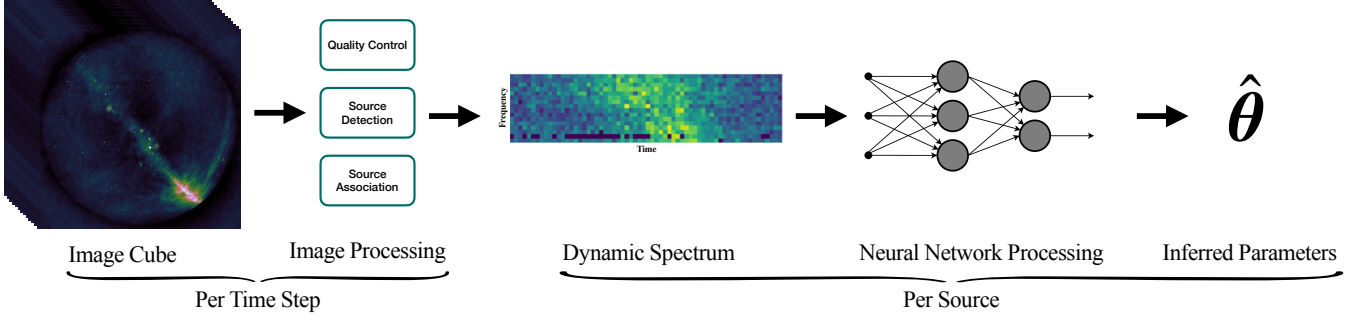 Quality Control
Source
Detection
Source
Association
Frequency
Time
θ̂
Image Cube
Image Processing
Dynamic Spectrum
Neural Network Processing
Inferred Parameters
Per Time Step
Per Source